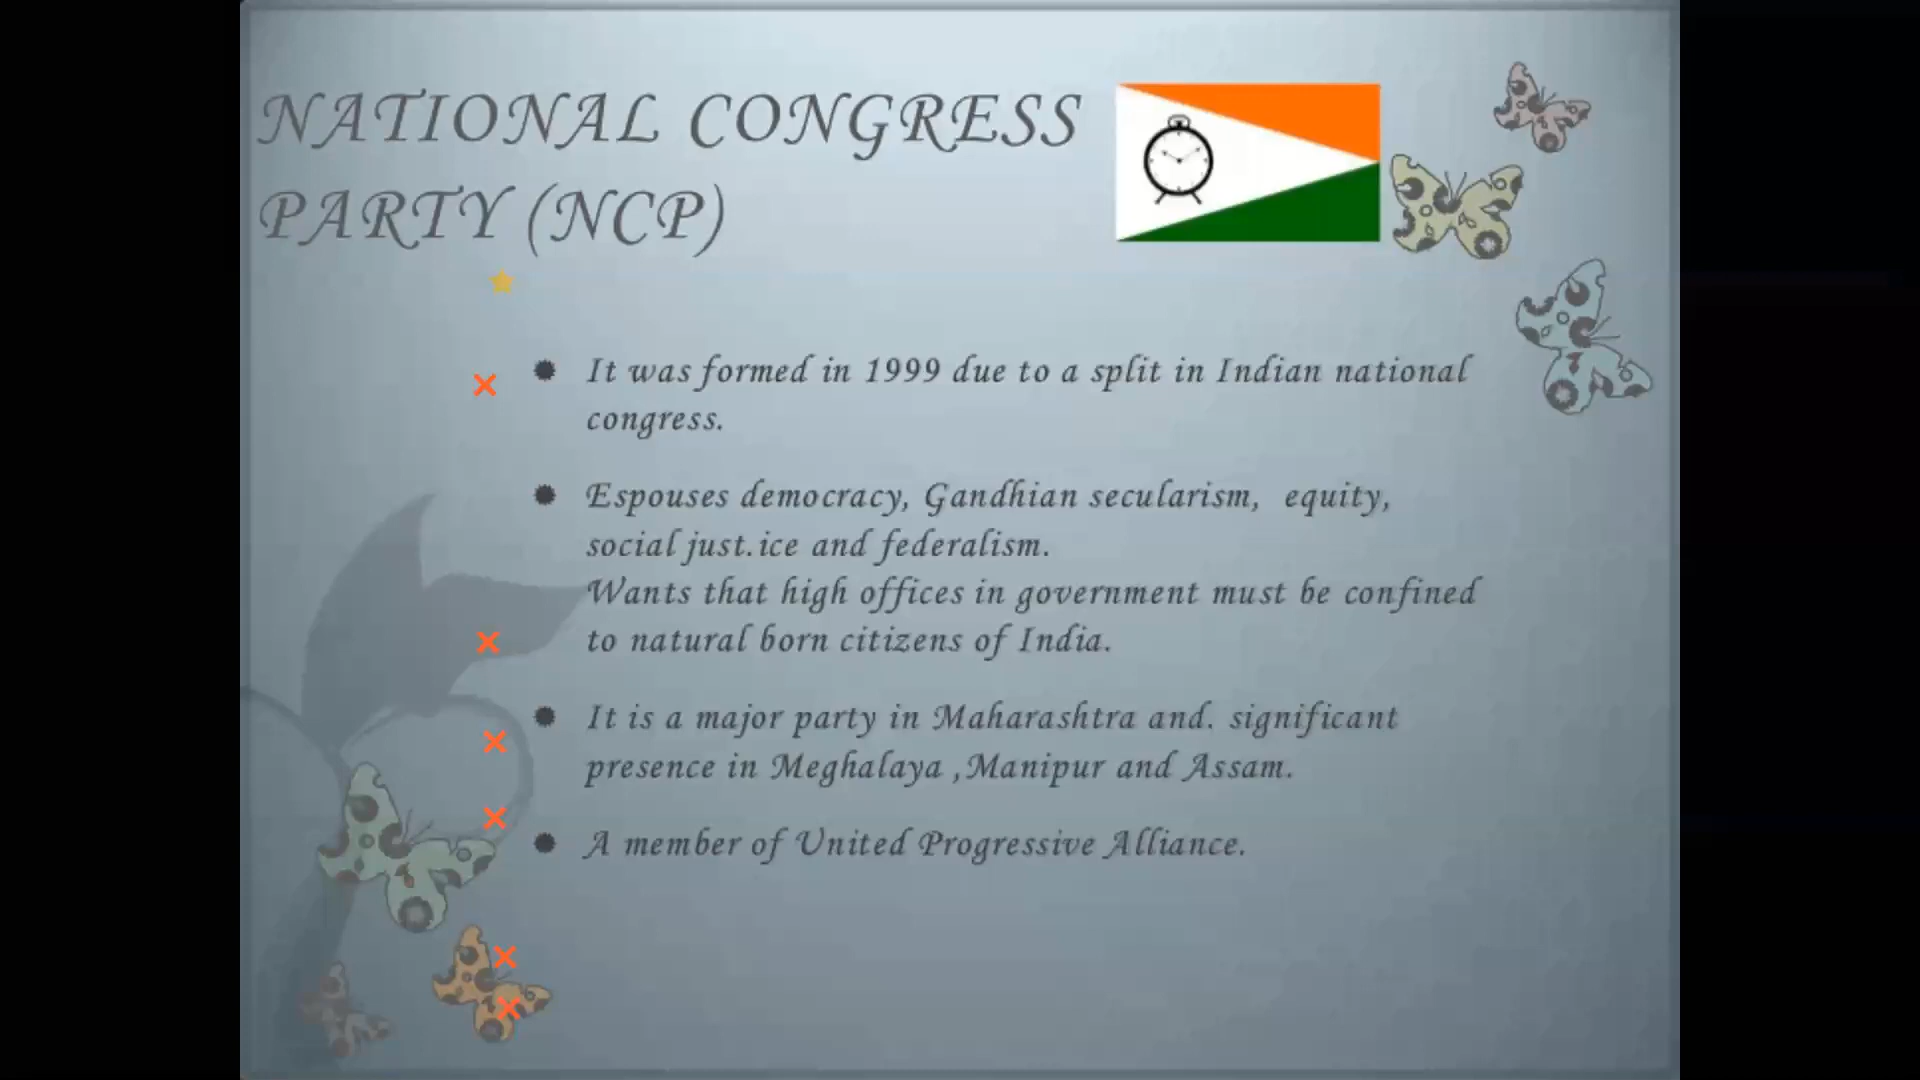 NATIONAL CONGRESS
PARTY (NCP)
It was formed in 1999 due to a split in Indian national
congress.
Espouses democracy, Gandhian secularism,  equity,
social just.ice and federalism.
Wants that high offices in government must be confined
to natural born citizens of India.
It is a major party in Maharashtra and. significant
presence in Meghalaya ,Manipur and Assam.
A member of United Progressive Alliance.